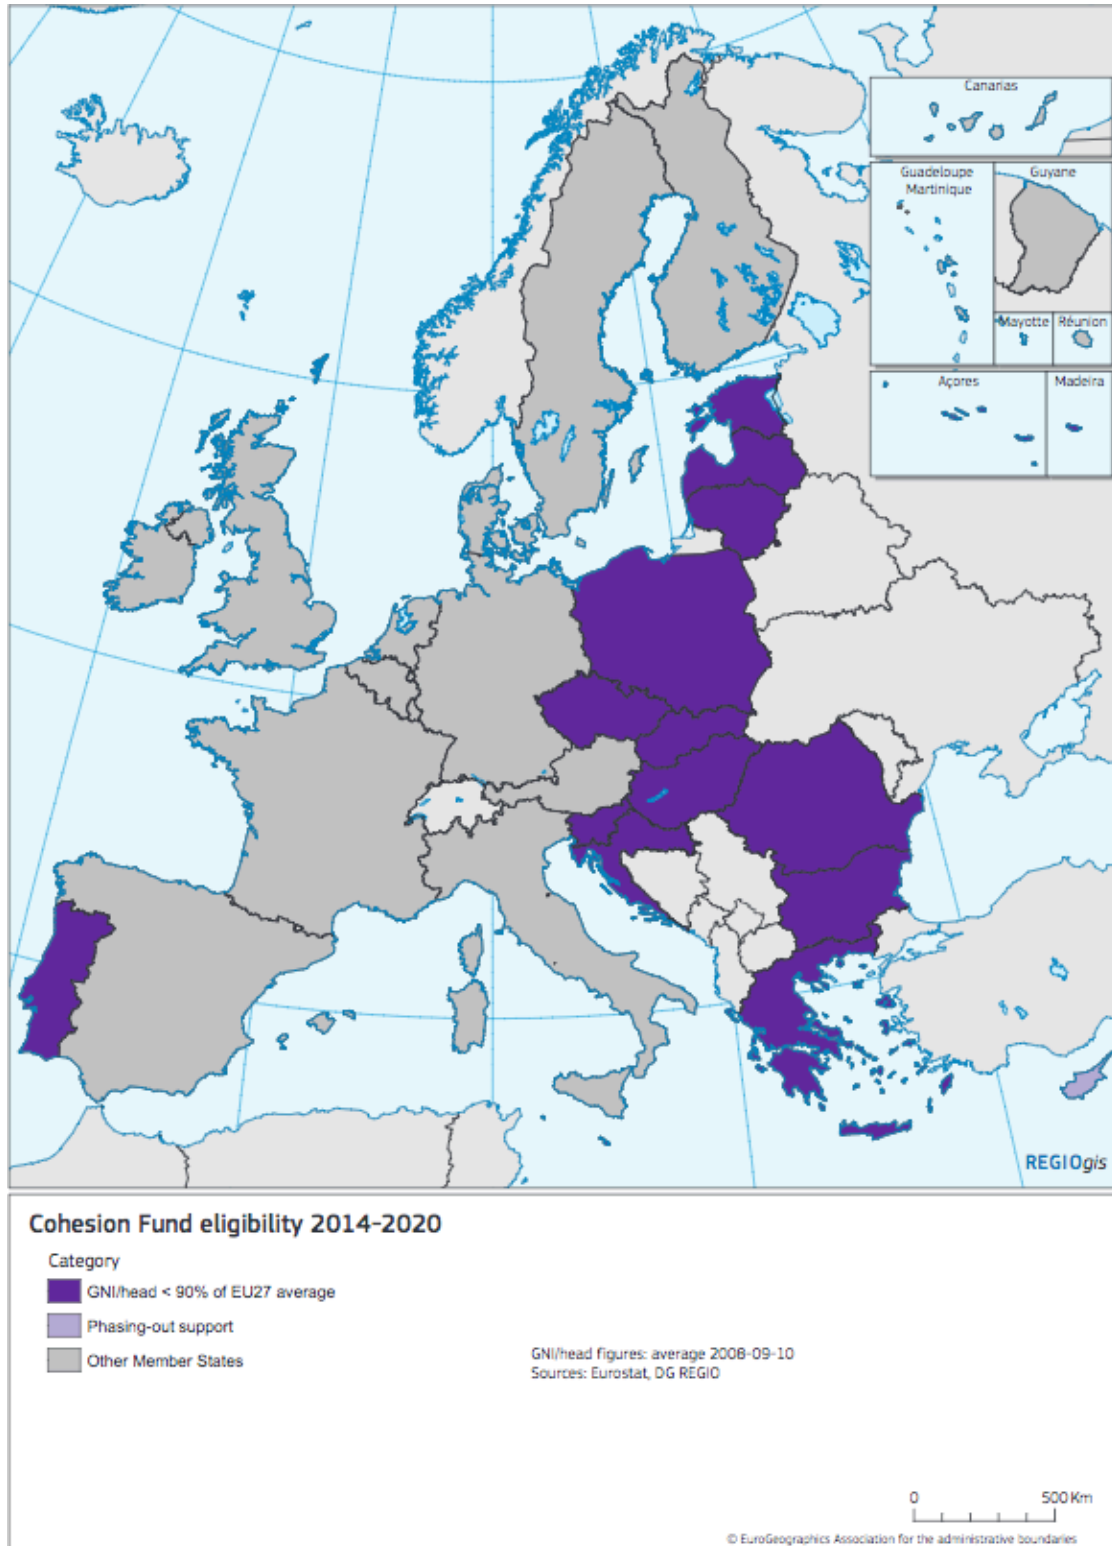 Canarias
Guadeloupe
Martinique
Guyane
Mayotte
Réunion
Açores
Madeira
REGIOgis
Cohesion Fund eligibility 2014-2020
Category
GNI/head < 90% of EU27 average
Phasing-out support
Other Member States
GNI/head figures: average 2008-09-10
Sources: Eurostat, DG REGIO
0 500 Km
© EuroGeographics Association for the administrative boundaries